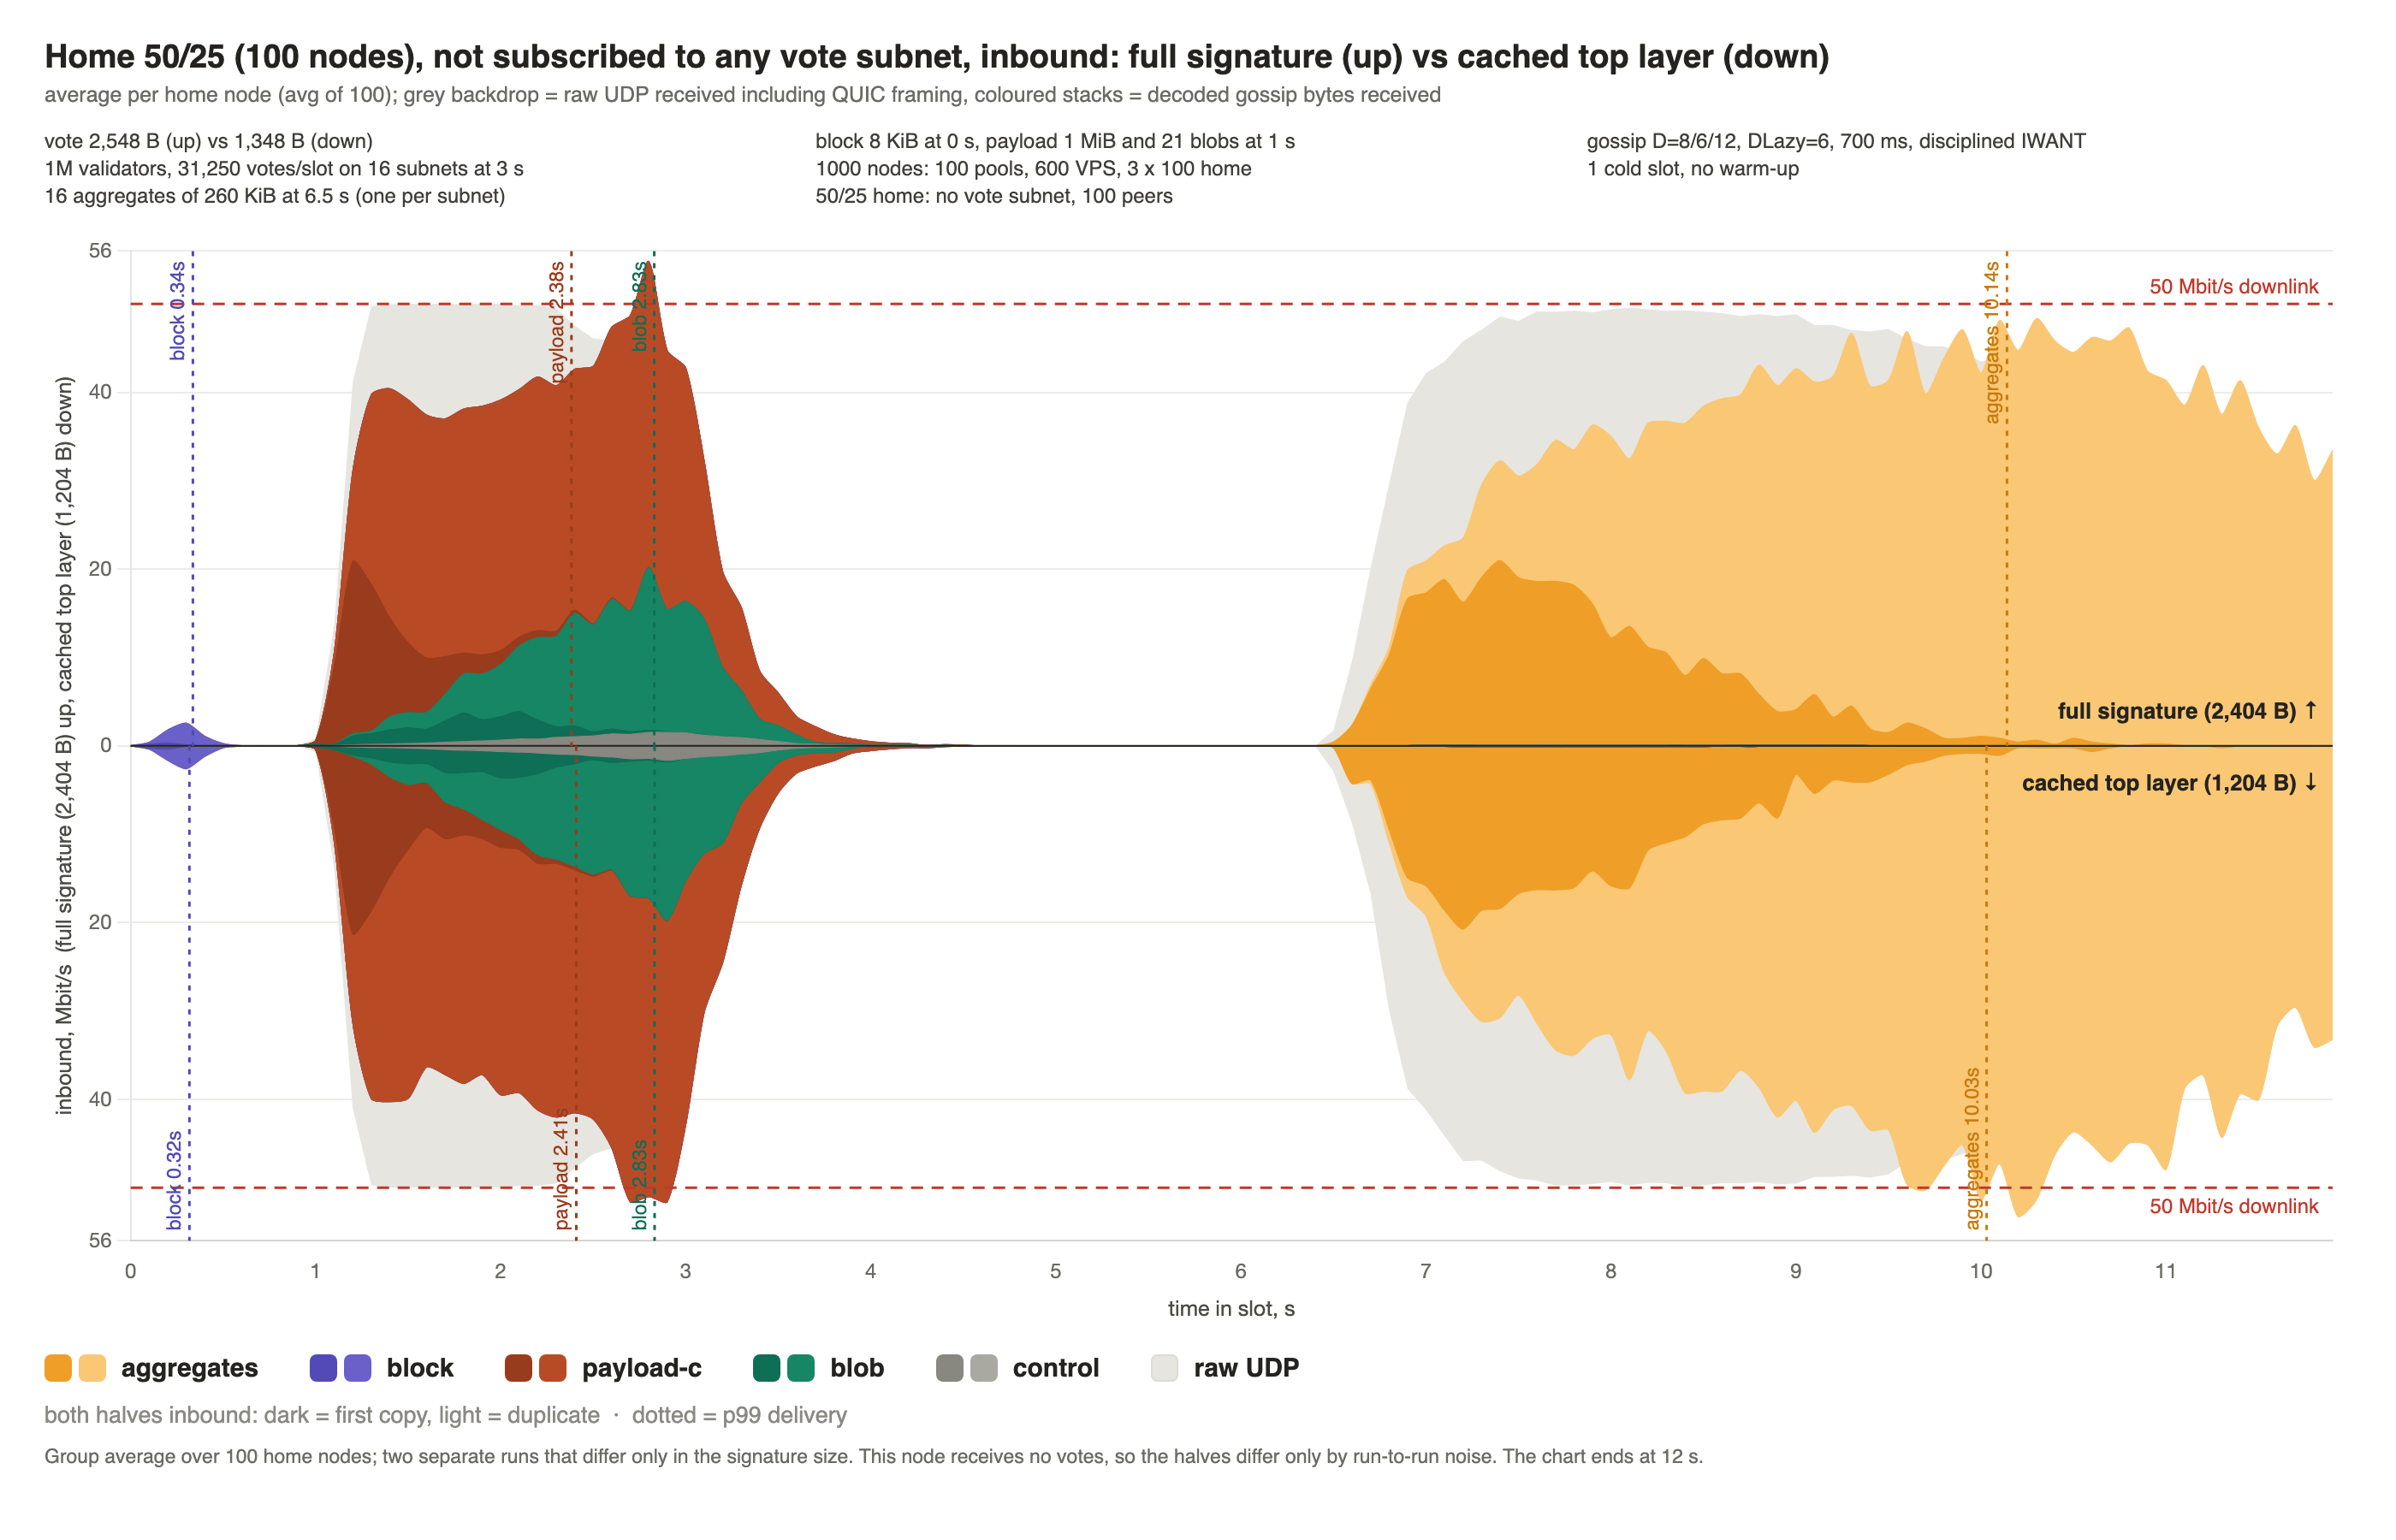 Home 50/25 (100 nodes), not subscribed to any vote subnet, inbound: full signature (up) vs cached top layer (down)
average per home node (avg of 100); grey backdrop = raw UDP received including QUIC framing, coloured stacks = decoded gossip bytes received
vote 2,548 B (up) vs 1,348 B (down)
1M validators, 31,250 votes/slot on 16 subnets at 3 s
16 aggregates of 260 KiB at 6.5 s (one per subnet)
block 8 KiB at 0 s, payload 1 MiB and 21 blobs at 1 s
1000 nodes: 100 pools, 600 VPS, 3 x 100 home
50/25 home: no vote subnet, 100 peers
gossip D=8/6/12, DLazy=6, 700 ms, disciplined IWANT
1 cold slot, no warm-up
inbound, Mbit/s (full signature (2,404 B) up, cached top layer (1,204 B) down)
56
40
20
0
20
40
56
block 0.34s
payload 2.38s
blob 2.83s
aggregates 10.14s
50 Mbit/s downlink
full signature (2,404 B) ↑
cached top layer (1,204 B) ↓
block 0.32s
payload 2.41s
blob 2.83s
aggregates 10.03s
50 Mbit/s downlink
0 1 2 3 4 5 6 7 8 9 10 11
time in slot, s
aggregates block payload-c blob control raw UDP
both halves inbound: dark = first copy, light = duplicate · dotted = p99 delivery
Group average over 100 home nodes; two separate runs that differ only in the signature size. This node receives no votes, so the halves differ only by run-to-run noise. The chart ends at 12 s.